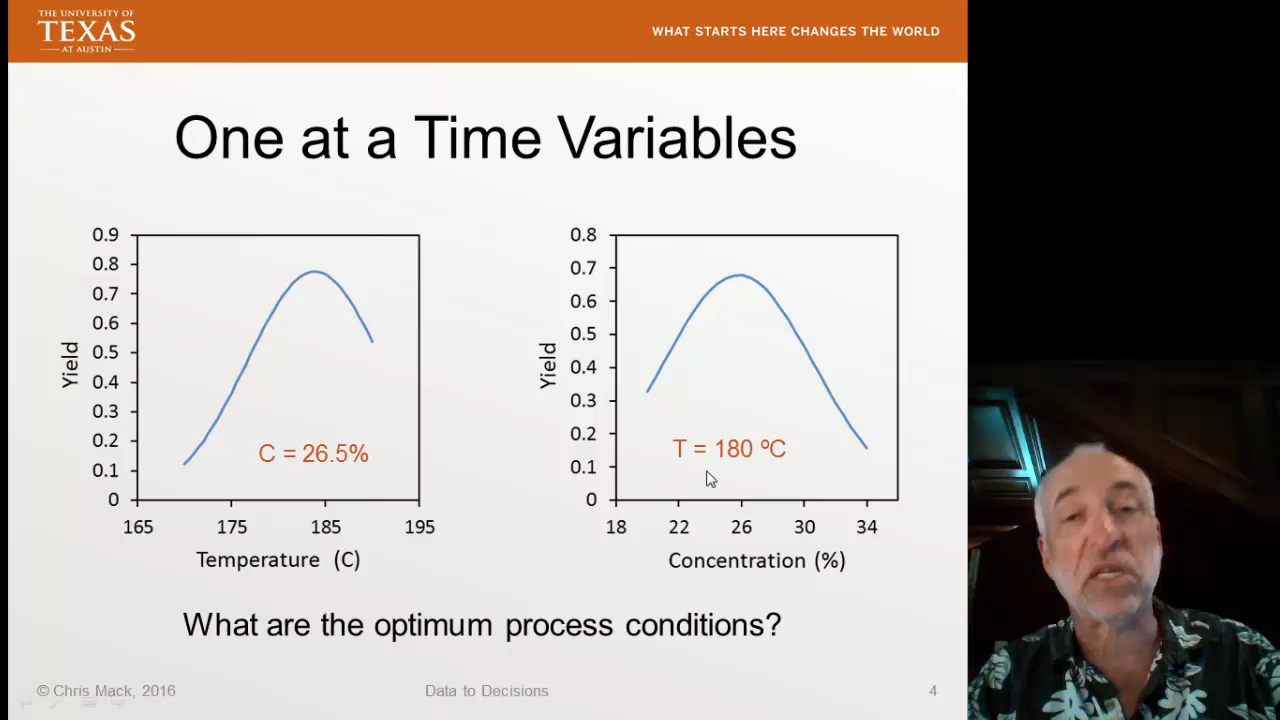 THE UNIVERSITY OF
TEXAS
AT AUSTIN
WHAT STARTS HERE CHANGES THE WORLD
One at a Time Variables
0.9
0.8
0.7
0.6
0.5
0.4
0.3
0.2
0.1
0
Yield
C = 26.5%
165 175 185 195
Temperature (C)
0.8
0.7
0.6
0.5
0.4
0.3
0.2
0.1
0
Yield
T = 180 ºC
18 22 26 30 34
Concentration (%)
What are the optimum process conditions?
© Chris Mack, 2016
Data to Decisions
4